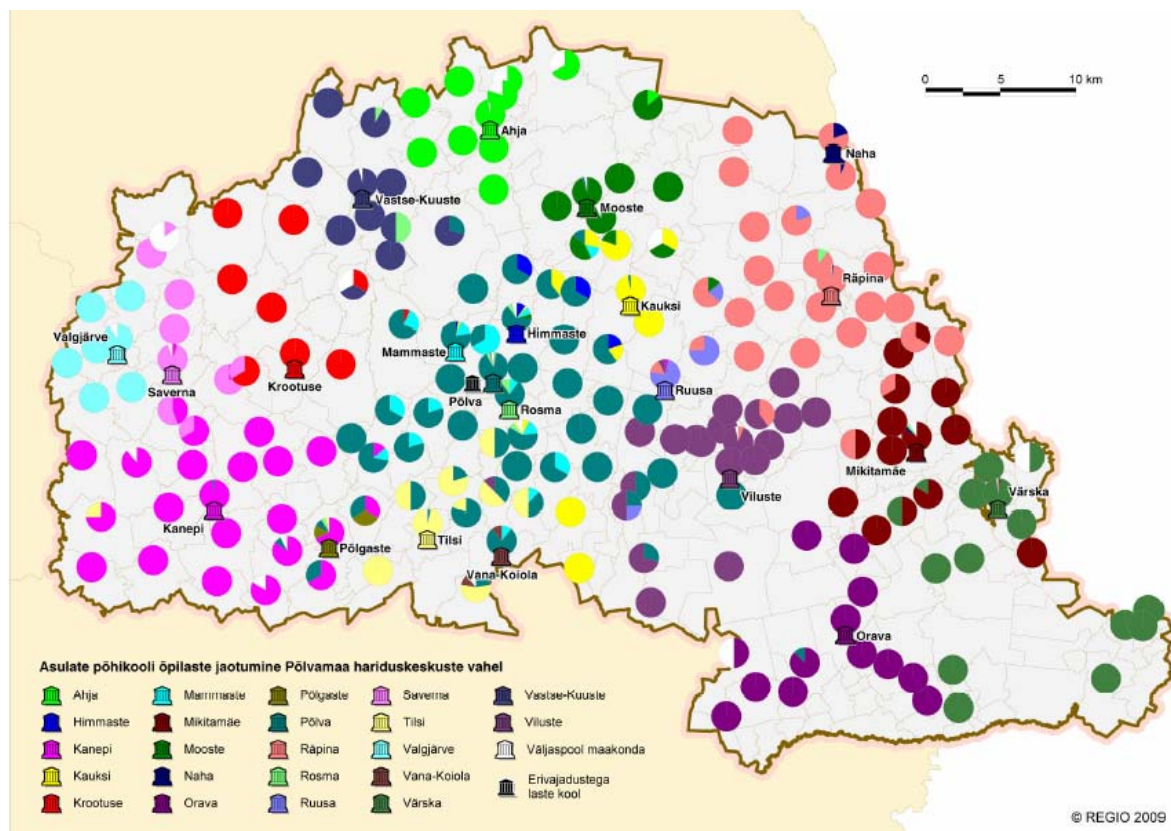 0 5 10 km
Ahja
Naha
Vastse-Kuuste
Mooste
Räpina
Kauksi
Valgjärve
Himmaste
Mammaste
Saverna
Krootuse
Põlva
Ruusa
Rosma
Mikitamäe
Viluste
Värska
Kanepi
Põlgaste
Tilsi
Vana-Koiola
Orava
Asulate põhikooli õpilaste jaotumine Põlvamaa hariduskeskuste vahel
Ahja Mammaste Põlgaste Saverna Vastse-Kuuste
Himmaste Mikitamäe Põlva Tilsi Viluste
Kanepi Mooste Räpina Valgjärve Väljaspool maakonda
Kauksi Naha Rosma Vana-Koiola Erivajadustega
laste kool
Krootuse Orava Ruusa Värska
© REGIO 2009